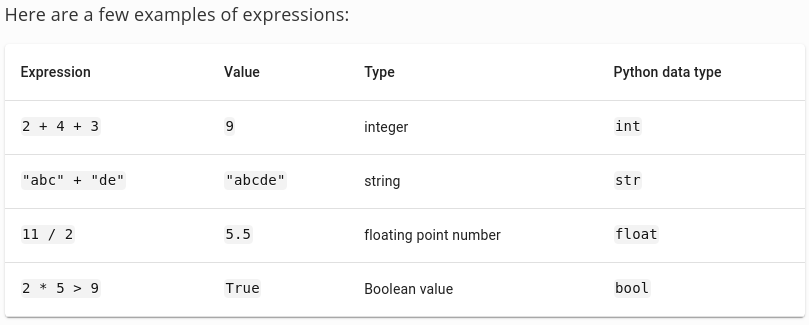 Here are a few examples of expressions:
Expression Value Type Python data type
2 + 4 + 3 9 integer int
"abc" + "de" "abcde" string str
11 / 2 5.5 floating point number float
2 * 5 > 9 True Boolean value bool